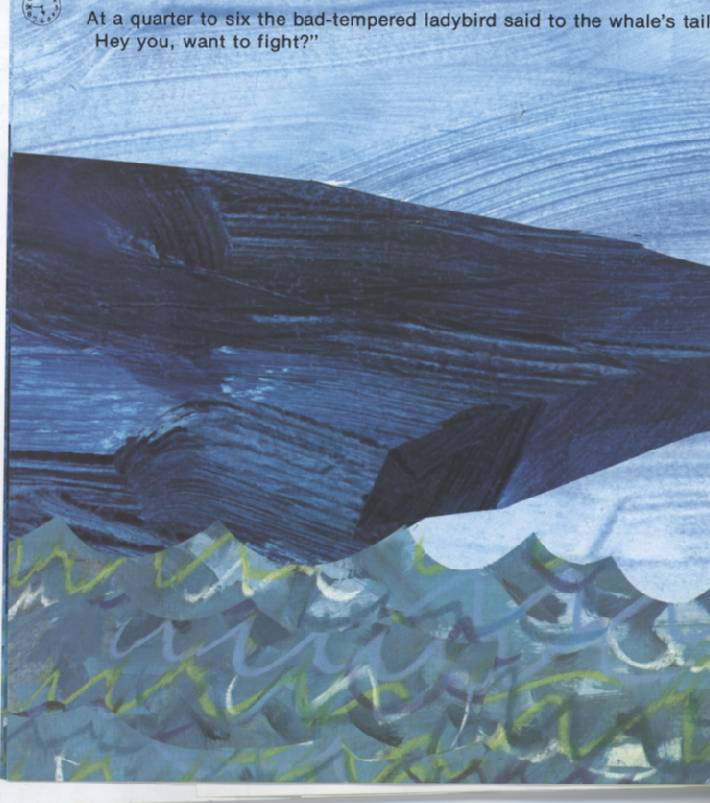 At a quarter to six the bad-tempered ladybird said to the whale's tail
Hey you, want to fight?”